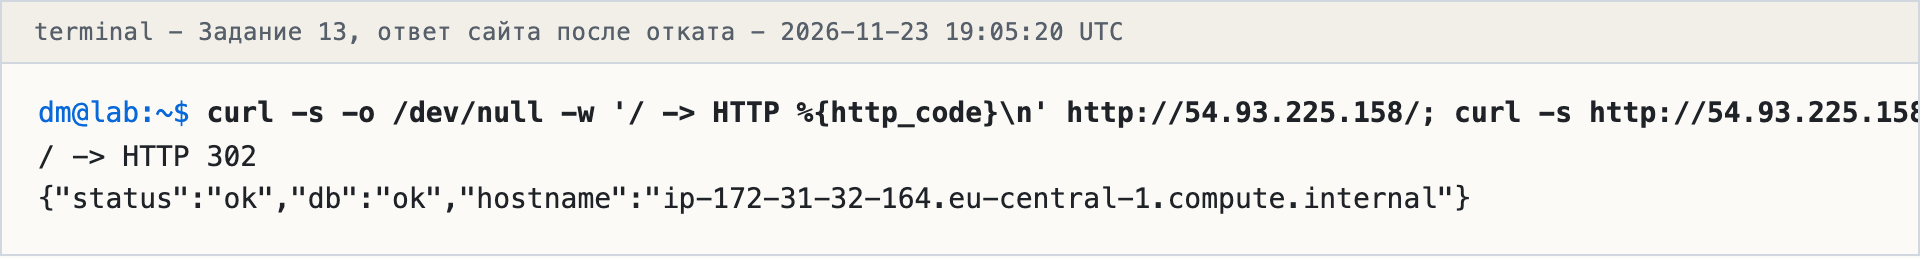 terminal — Задание 13, ответ сайта после отката — 2026-11-23 19:05:20 UTC
dm@lab:~$ curl -s -o /dev/null -w '/ -> HTTP %{http_code}\n' http://54.93.225.158/; curl -s http://54.93.225.158
/ -> HTTP 302
{"status":"ok","db":"ok","hostname":"ip-172-31-32-164.eu-central-1.compute.internal"}